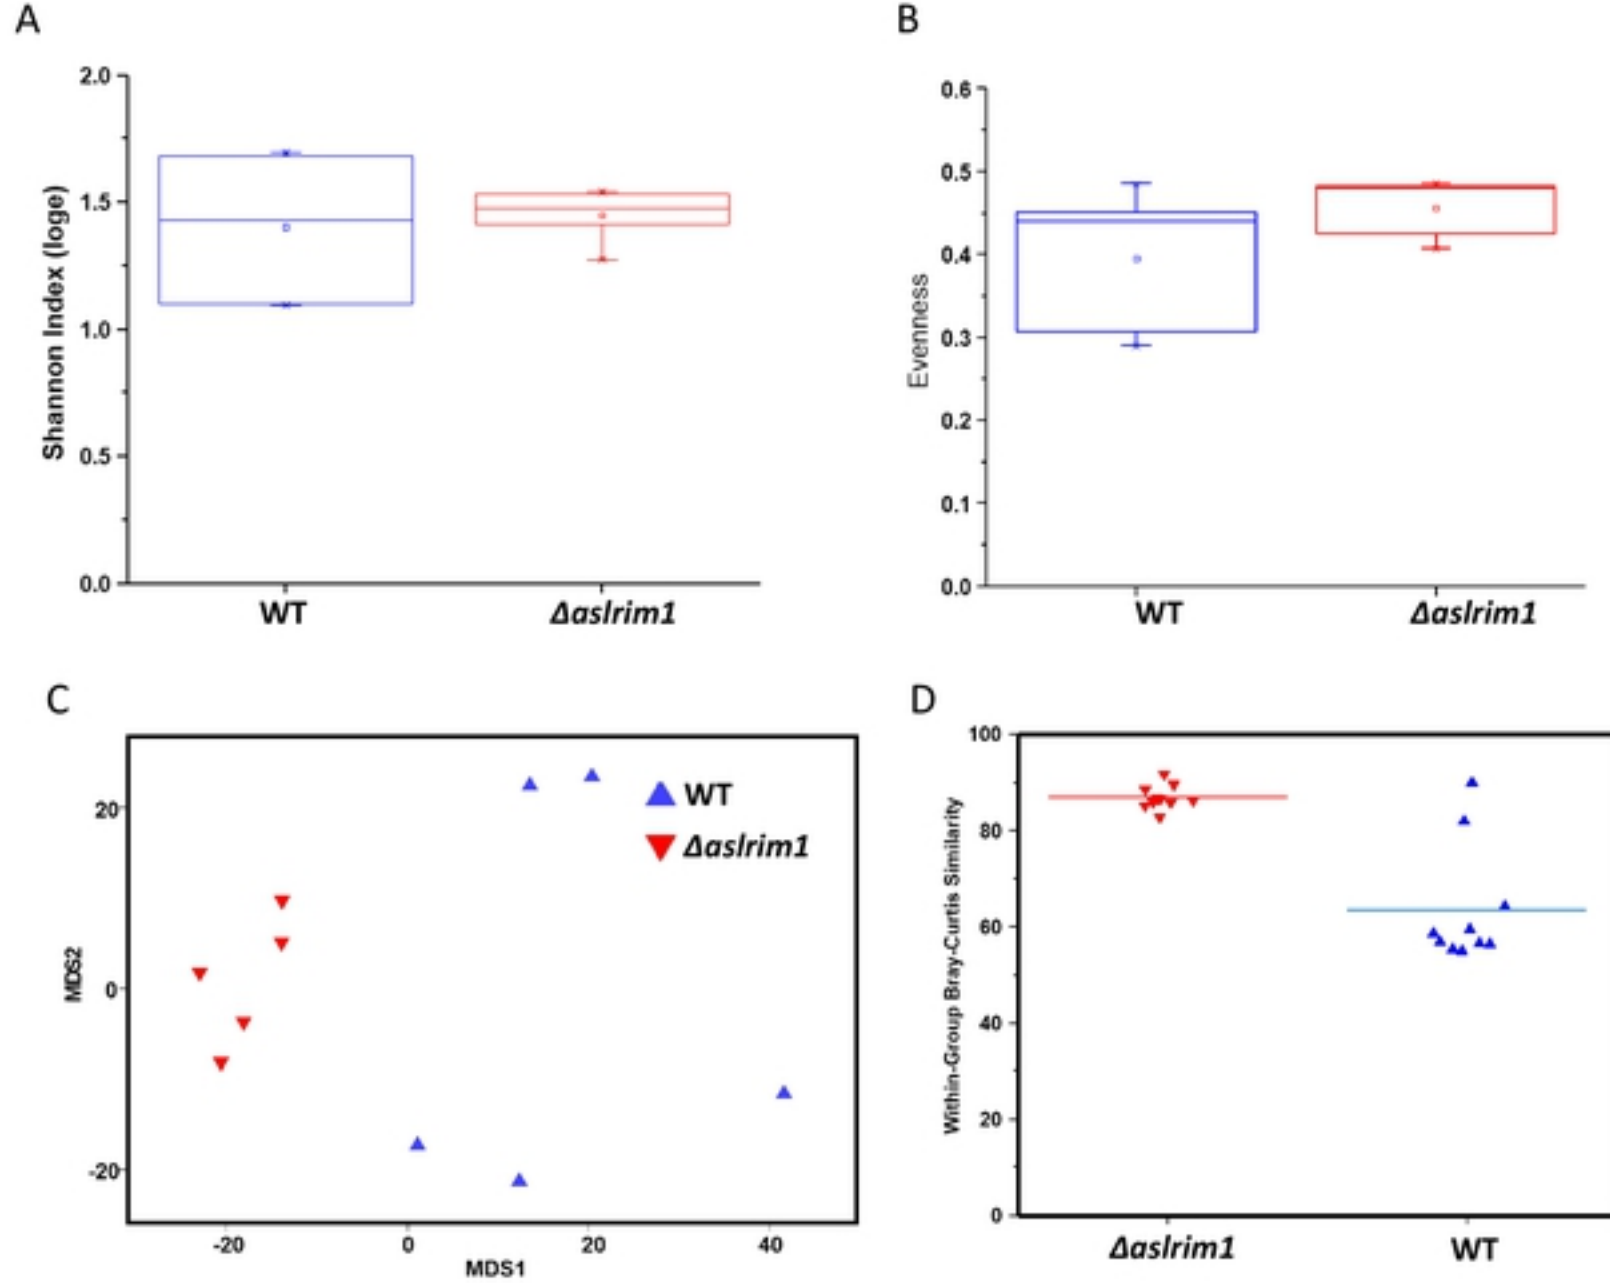 A
2.0
1.5
1.0
0.5
0.0
Shannon Index (loge)
WT
Δaslrim1
B
0.6
0.5
0.4
0.3
0.2
0.1
0.0
Evenness
WT
Δaslrim1
C
20
0
-20
MDS2
WT
Δaslrim1
-20
0
20
40
MDS1
D
100
80
60
40
20
0
Within-Group Bray-Curtis Similarity
Δaslrim1
WT